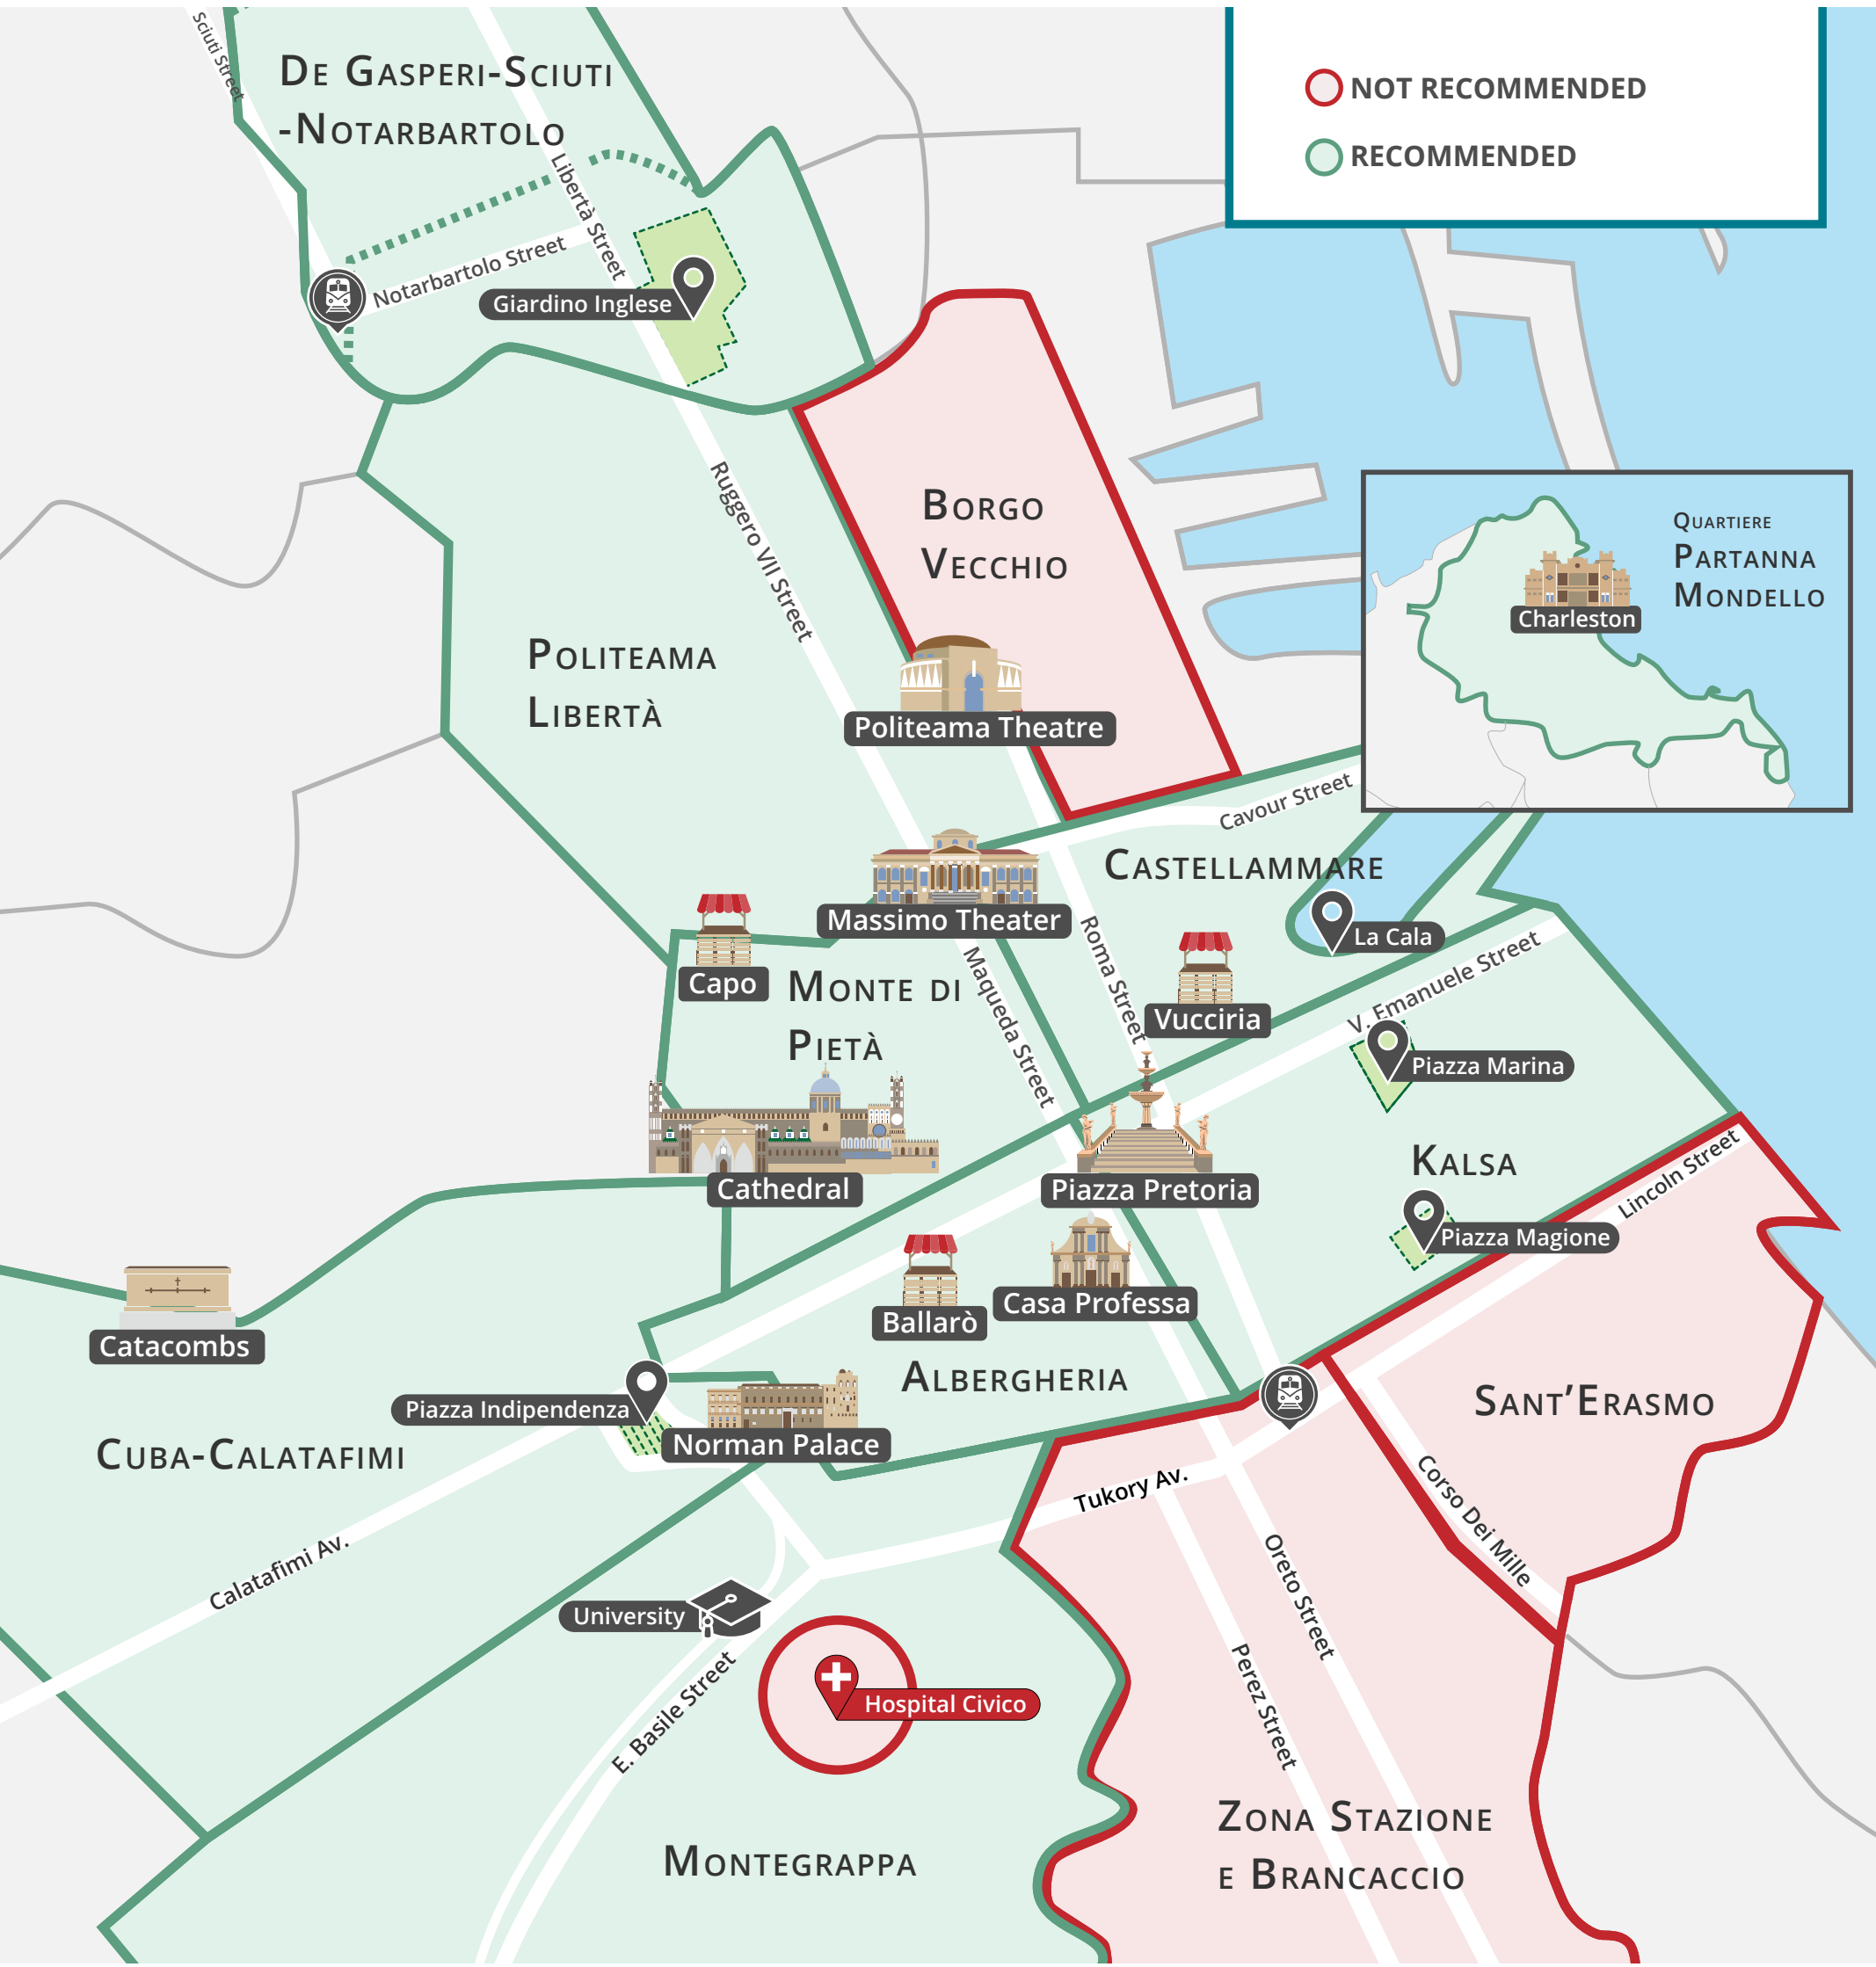 Sciuti Street
De Gasperi-Sciuti
-Notarbartolo
NOT RECOMMENDED
RECOMMENDED
Libertà Street
Notarbartolo Street
Giardino Inglese
Ruggero VII Street
Borgo
Vecchio
Quartiere
Partanna
Mondello
Charleston
Politeama
Libertà
Politeama Theatre
Cavour Street
Castellammare
Massimo Theater
La Cala
Capo
Monte di
Pietà
Maqueda Street
Roma Street
Vucciria
V. Emanuele Street
Piazza Marina
Kalsa
Lincoln Street
Cathedral
Piazza Pretoria
Piazza Magione
Catacombs
Ballarò
Casa Professa
Albergheria
Piazza Indipendenza
Norman Palace
Sant'Erasmo
Cuba-Calatafimi
Calatafimi Av.
Tukory Av.
Corso Dei Mille
Oreto Street
Perez Street
University
E. Basile Street
Hospital Civico
Montegrappa
Zona Stazione
e Brancaccio